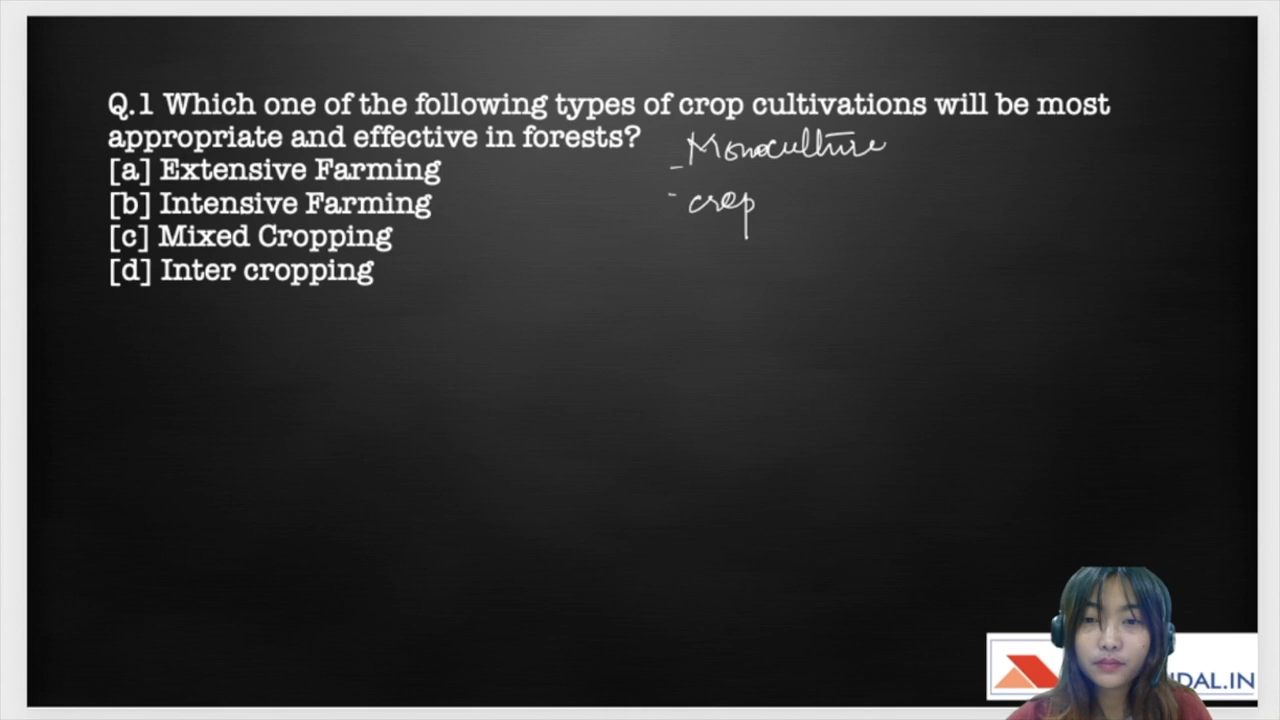 Q.1 Which one of the following types of crop cultivations will be most
appropriate and effective in forests?
- Monoculture
[a] Extensive Farming
- crop
[b] Intensive Farming
[c] Mixed Cropping
[d] Inter cropping
DAL.IN